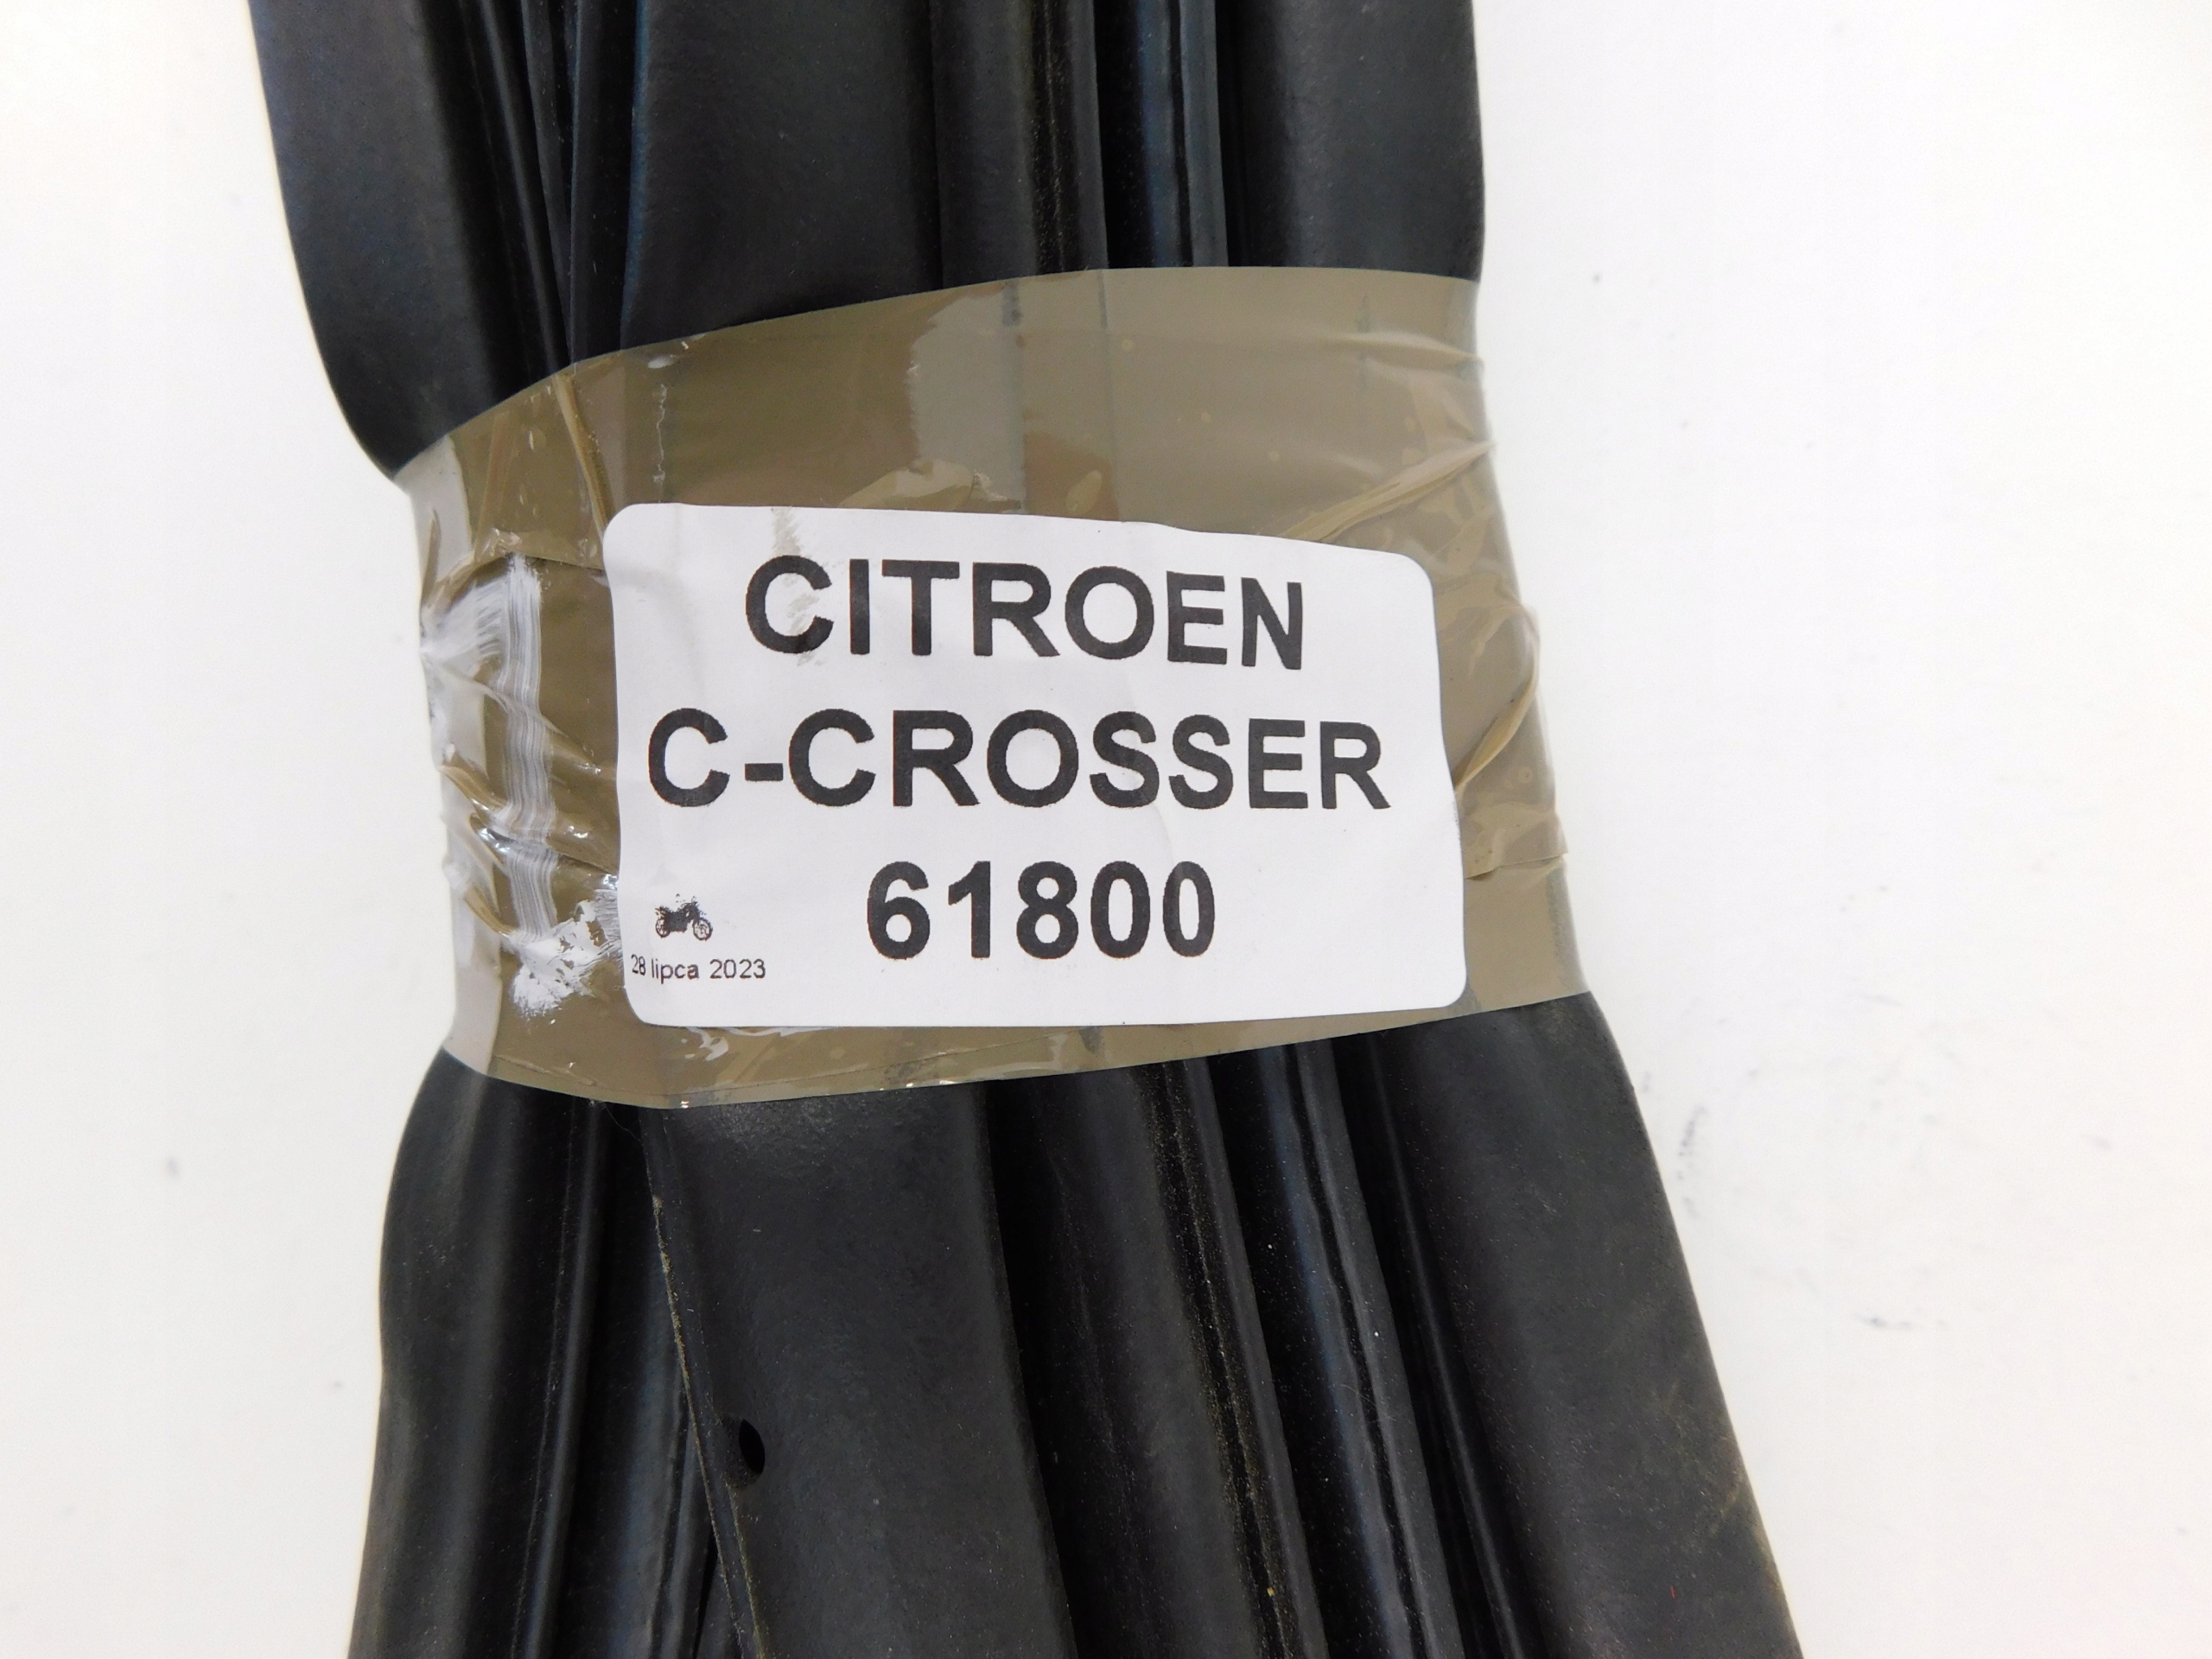 CITROEN
C-CROSSER
61800
28 lipca 2023